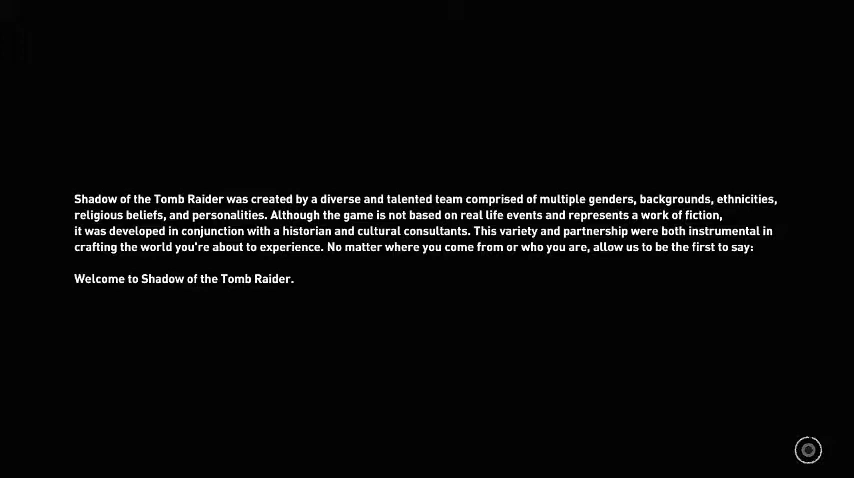 Shadow of the Tomb Raider was created by a diverse and talented team comprised of multiple genders, backgrounds, ethnicities,
religious beliefs, and personalities. Although the game is not based on real life events and represents a work of fiction,
it was developed in conjunction with a historian and cultural consultants. This variety and partnership were both instrumental in
crafting the world you're about to experience. No matter where you come from or who you are, allow us to be the first to say:
Welcome to Shadow of the Tomb Raider.